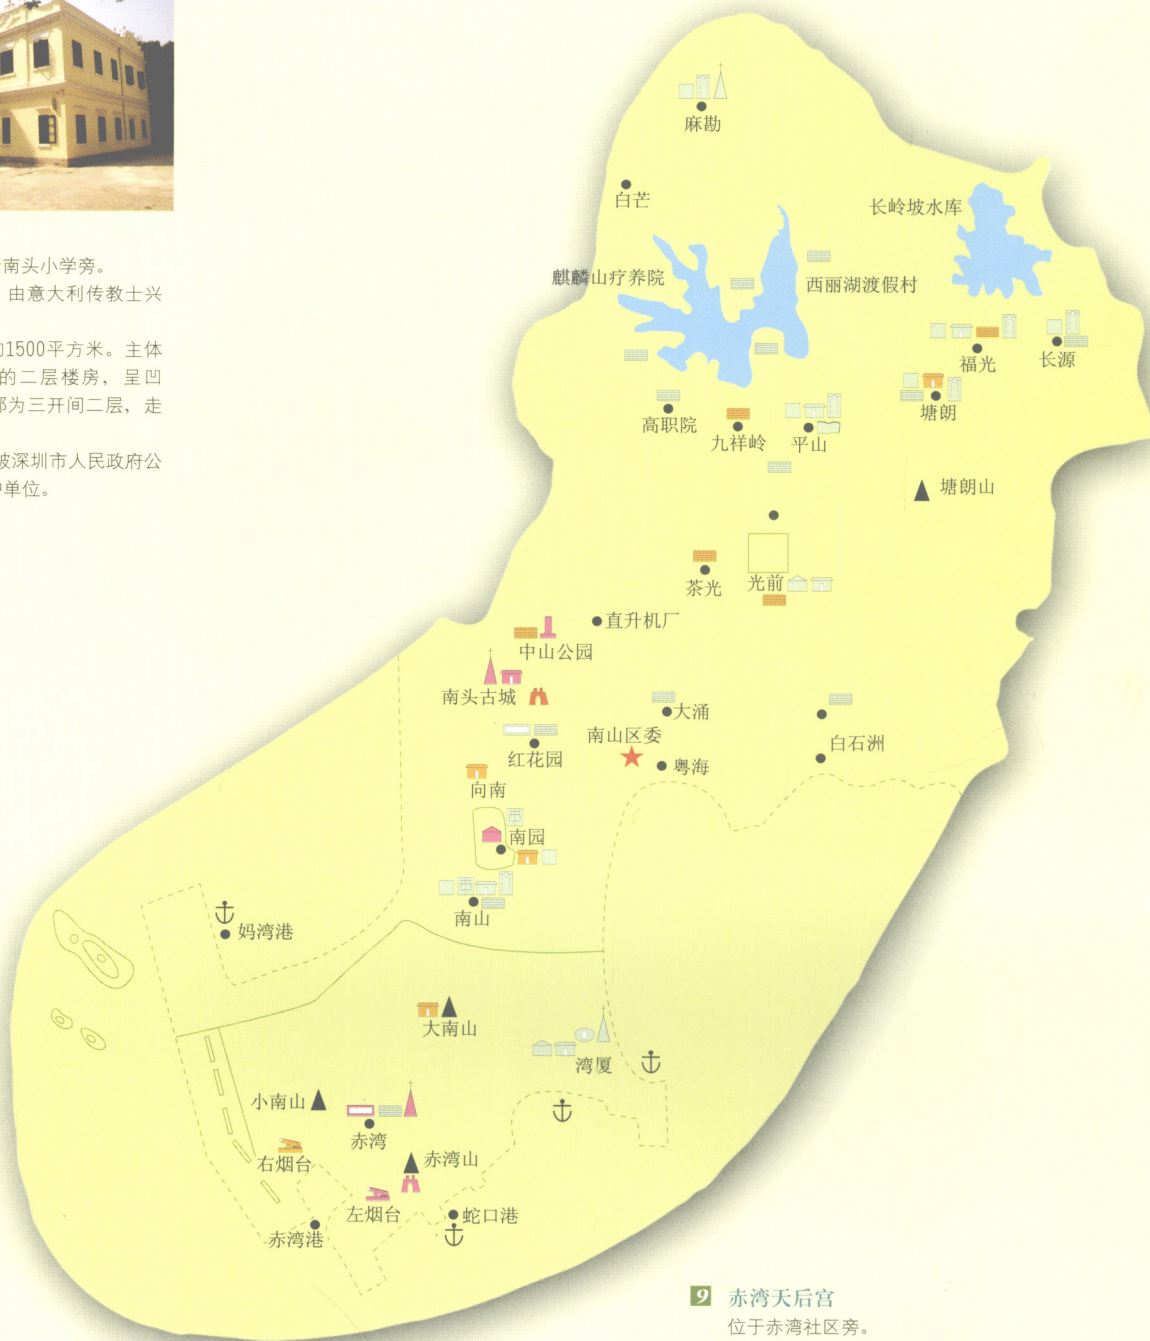 南头小学旁。
由意大利传教士兴
1500平方米。主体
的二层楼房，呈凹
为三开间二层，走
被深圳市人民政府公
单位。
麻勘
白芒
长岭坡水库
麒麟山疗养院
西丽湖渡假村
福光
长源
塘朗
高职院
九祥岭
平山
塘朗山
茶光
光前
直升机厂
中山公园
南头古城
大涌
南山区委
红花园
白石洲
粤海
向南
南园
南山
妈湾港
大南山
湾厦
小南山
赤湾
右烟台
赤湾山
左烟台
蛇口港
赤湾港
9 赤湾天后宫
位于赤湾社区旁。